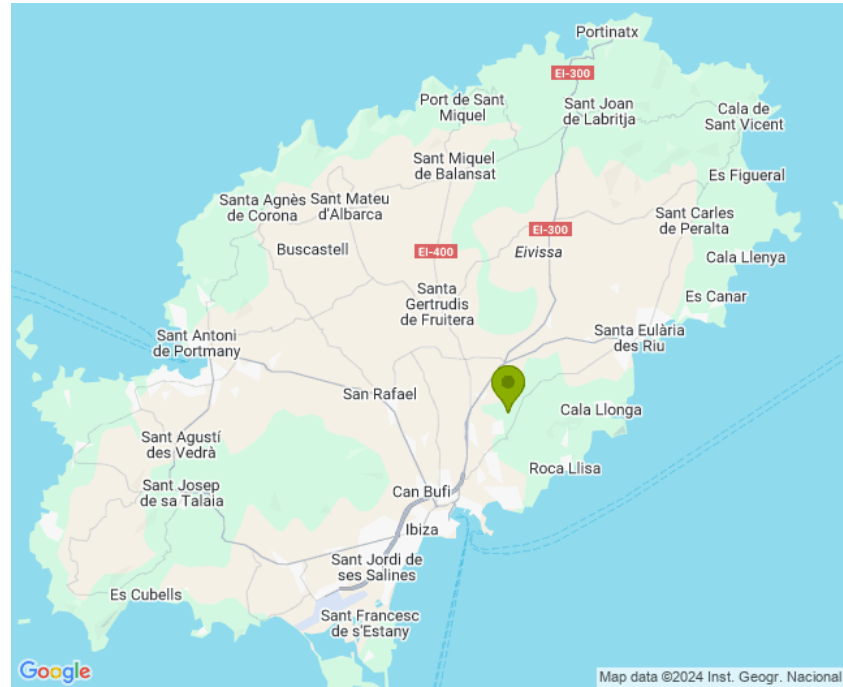 Portinatx
EI-300
Port de Sant
Miquel
Sant Joan
de Labritja
Cala de
Sant Vicent
Sant Miquel
de Balansat
Es Figueral
Santa Agnès
de Corona
Sant Mateu
d'Albarca
Sant Carles
de Peralta
EI-300
Buscastell
EI-400
Eivissa
Cala Llenya
Santa
Gertrudis
de Fruitera
Es Canar
Sant Antoni
de Portmany
Santa Eulària
des Riu
San Rafael
Cala Llonga
Sant Agustí
des Vedrà
Roca Llisa
Sant Josep
de sa Talaia
Can Bufi
Ibiza
Sant Jordi de
ses Salines
Es Cubells
Sant Francesc
de s'Estany
Google
Map data ©2024 Inst. Geogr. Nacional